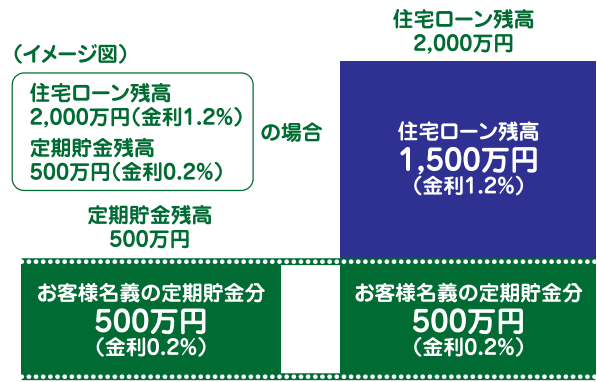 (イメージ図)
住宅ローン残高
2,000万円(金利1.2%)
定期貯金残高
500万円(金利0.2%)
の場合
定期貯金残高
500万円
お客様名義の定期貯金分
500万円
(金利0.2%)
住宅ローン残高
2,000万円
住宅ローン残高
1,500万円
(金利1.2%)
お客様名義の定期貯金分
500万円
(金利0.2%)